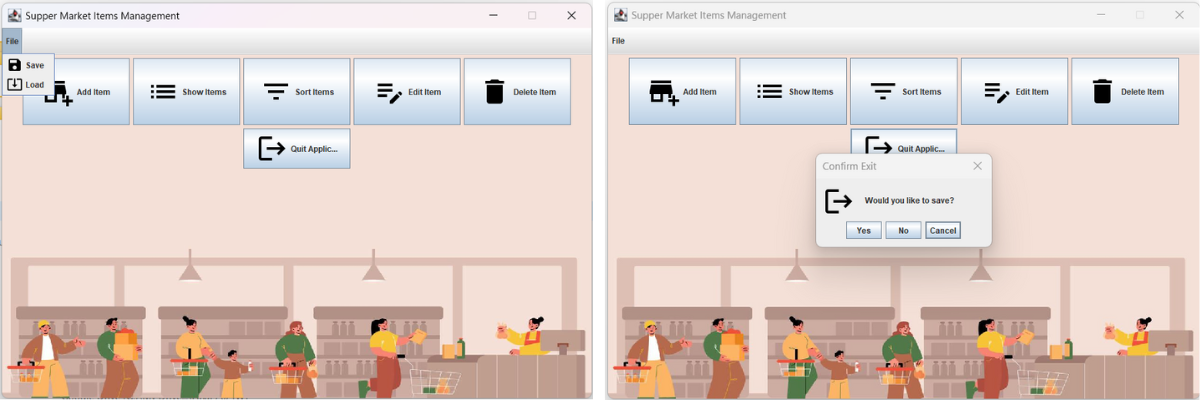 Supper Market Items Management
File
Save
Load
Add Item
Show Items
Sort Items
Edit Item
Delete Item
Quit Applic...
Supper Market Items Management
File
Add Item
Show Items
Sort Items
Edit Item
Delete Item
Quit Applic...
Confirm Exit
Would you like to save?
Yes
No
Cancel